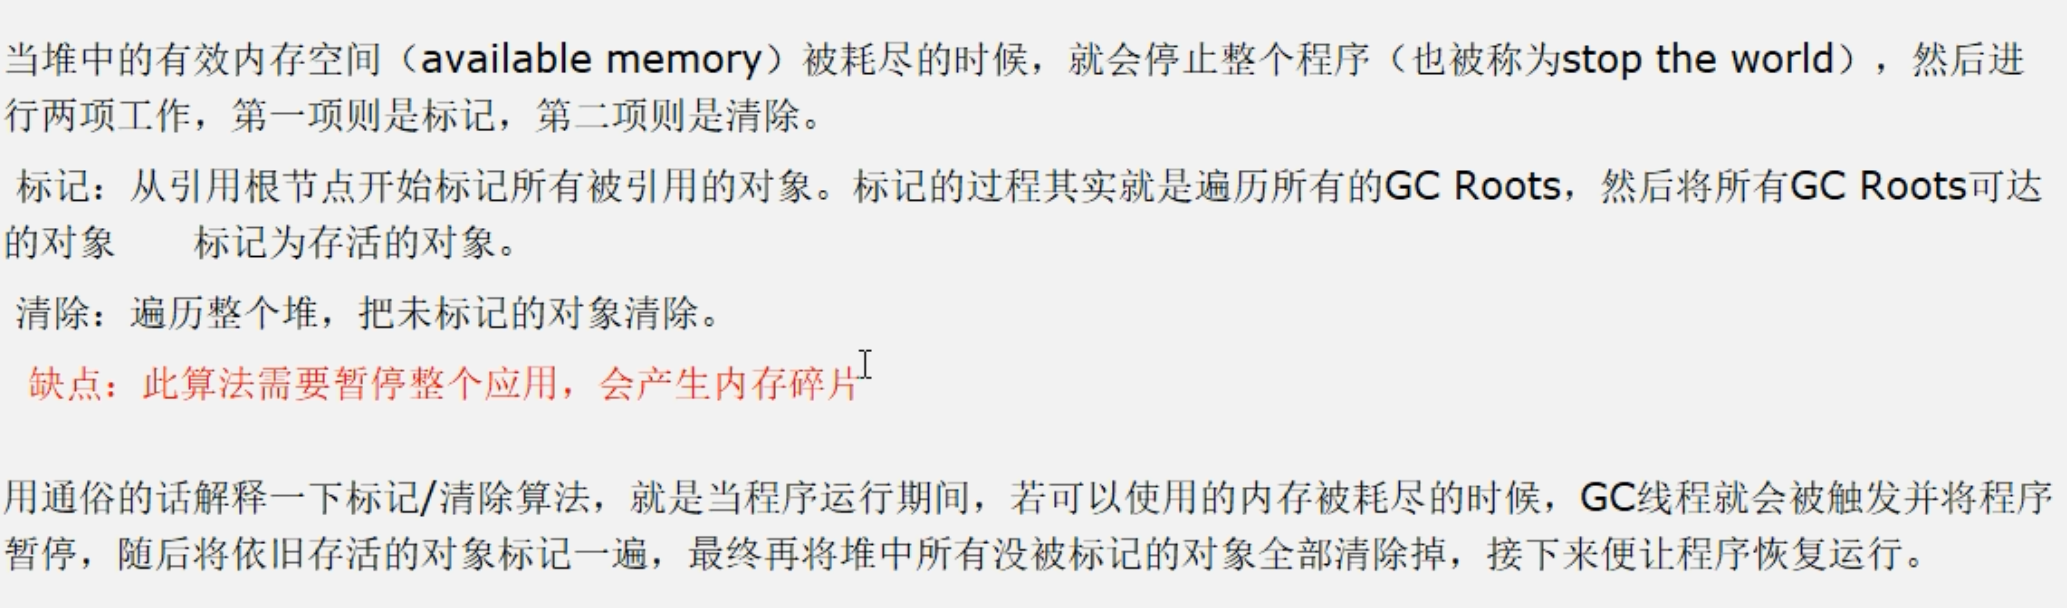 当堆中的有效内存空间（available memory）被耗尽的时候，就会停止整个程序（也被称为stop the world），然后进
行两项工作，第一项则是标记，第二项则是清除。
标记：从引用根节点开始标记所有被引用的对象。标记的过程其实就是遍历所有的GC Roots，然后将所有GC Roots可达
的对象　　标记为存活的对象。
清除：遍历整个堆，把未标记的对象清除。
缺点：此算法需要暂停整个应用，会产生内存碎片
用通俗的话解释一下标记/清除算法，就是当程序运行期间，若可以使用的内存被耗尽的时候，GC线程就会被触发并将程序
暂停，随后将依旧存活的对象标记一遍，最终再将堆中所有没被标记的对象全部清除掉，接下来便让程序恢复运行。